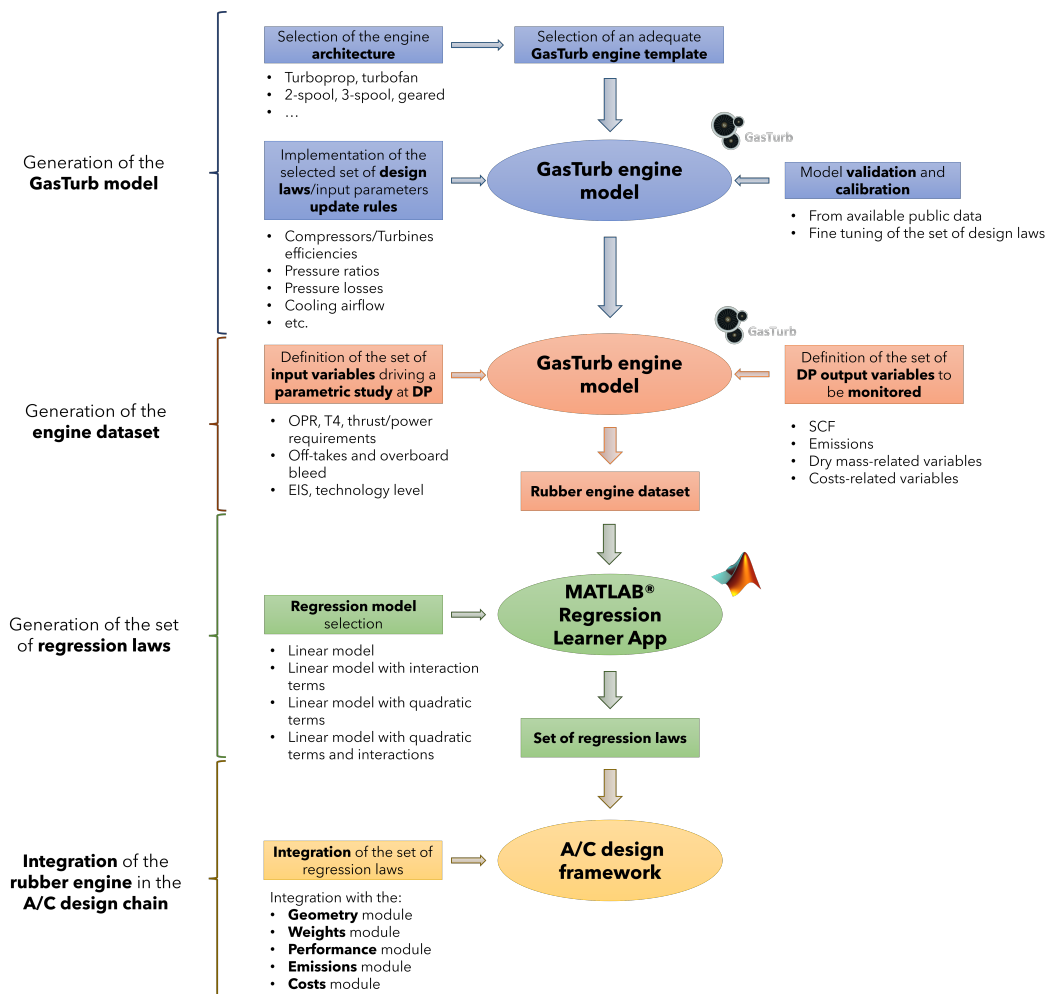 Selection of the engine
architecture
Selection of an adequate
GasTurb engine template
• Turboprop, turbofan
• 2-spool, 3-spool, geared
• …
GasTurb
Generation of the
GasTurb model
Implementation of the
selected set of design
laws/input parameters
update rules
GasTurb engine
model
Model validation and
calibration
• From available public data
• Fine tuning of the set of design laws
• Compressors/Turbines
efficiencies
• Pressure ratios
• Pressure losses
• Cooling airflow
• etc.
GasTurb
Generation of the
engine dataset
Definition of the set of
input variables driving a
parametric study at DP
GasTurb engine
model
Definition of the set of
DP output variables to
be monitored
• OPR, T4, thrust/power
requirements
• Off-takes and overboard
bleed
• EIS, technology level
• SCF
• Emissions
• Dry mass-related variables
• Costs-related variables
Rubber engine dataset
Generation of the set
of regression laws
Regression model
selection
MATLAB®
Regression
Learner App
• Linear model
• Linear model with interaction
terms
• Linear model with quadratic
terms
• Linear model with quadratic
terms and interactions
Set of regression laws
Integration of the
rubber engine in the
A/C design chain
Integration of the set of
regression laws
A/C design
framework
Integration with the:
• Geometry module
• Weights module
• Performance module
• Emissions module
• Costs module